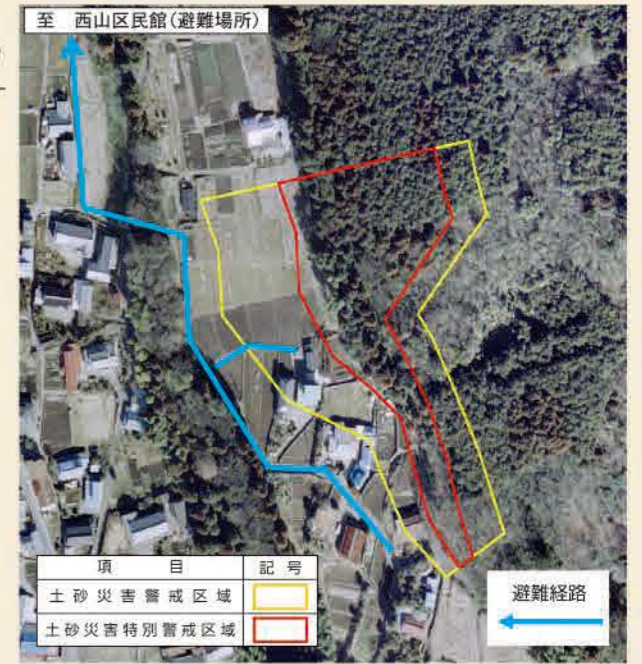 至 西山区民館(避難場所)
項 目 記 号
土砂災害警戒区域
土砂災害特別警戒区域
避難経路